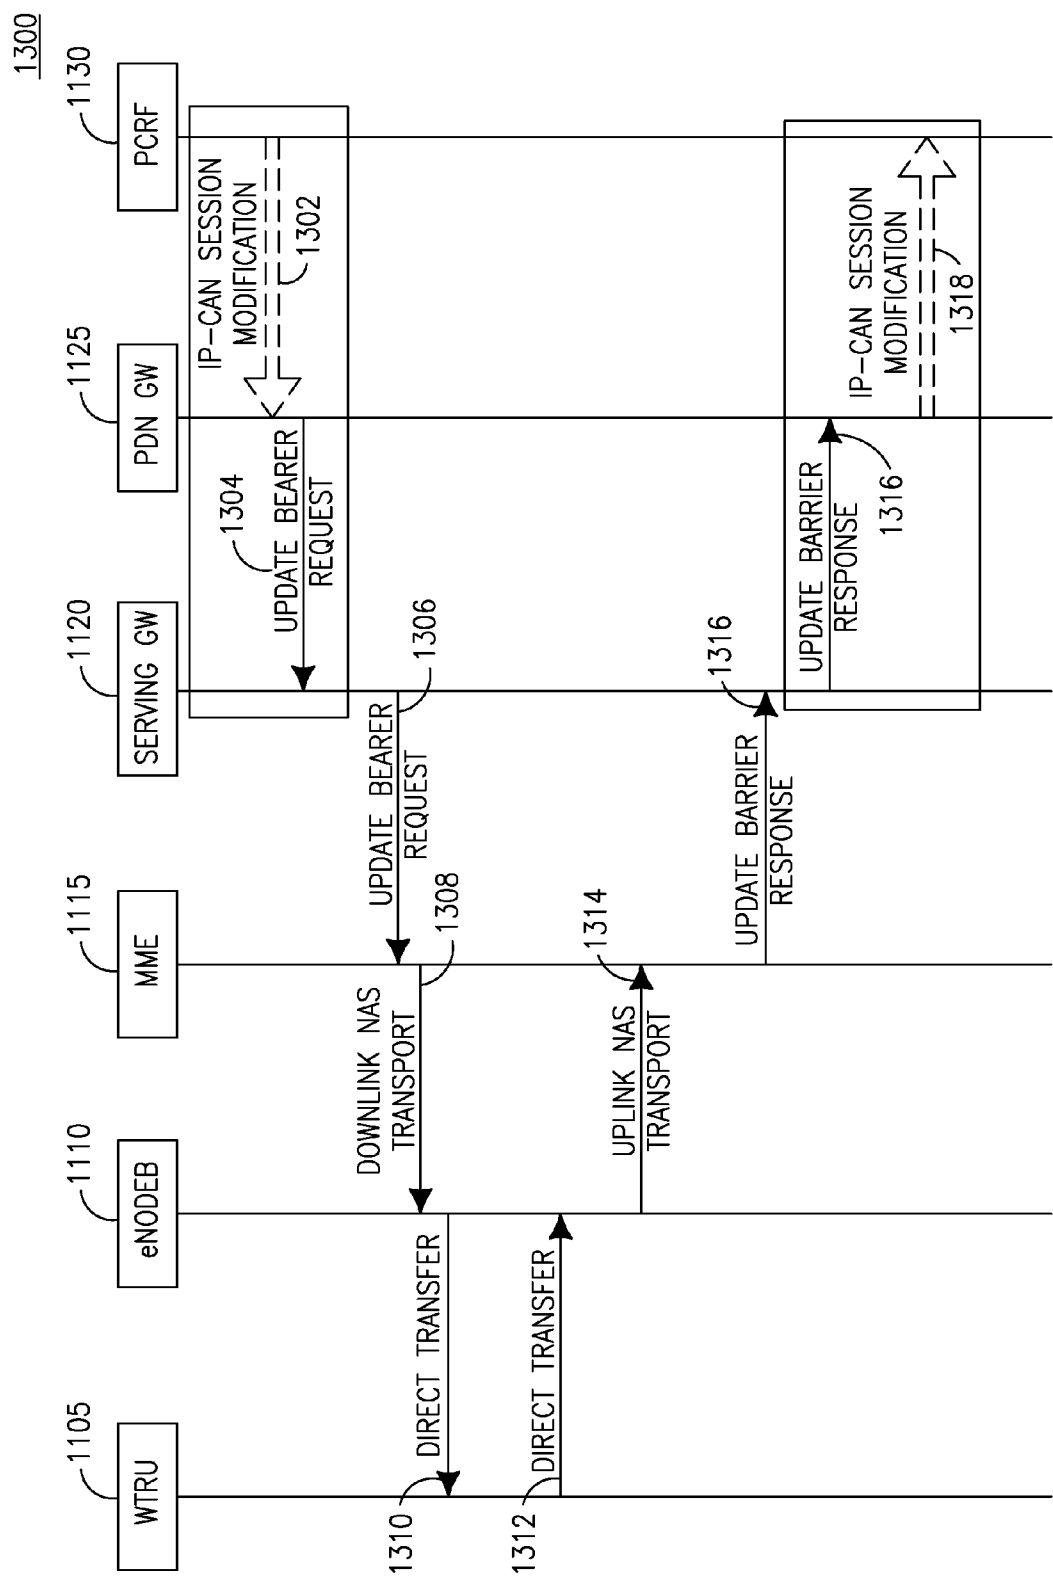 1300
1105
WTRU
1110
eNODEB
1115
MME
1120
SERVING GW
1125
PDN GW
1130
PCRF
IP-CAN SESSION
MODIFICATION
1302
1304
UPDATE BEARER
REQUEST
1306
UPDATE BEARER
REQUEST
1308
DOWNLINK NAS
TRANSPORT
1310
DIRECT TRANSFER
1312
DIRECT TRANSFER
1314
UPLINK NAS
TRANSPORT
1316
UPDATE BARRIER
RESPONSE
UPDATE BARRIER
RESPONSE
1316
IP-CAN SESSION
MODIFICATION
1318